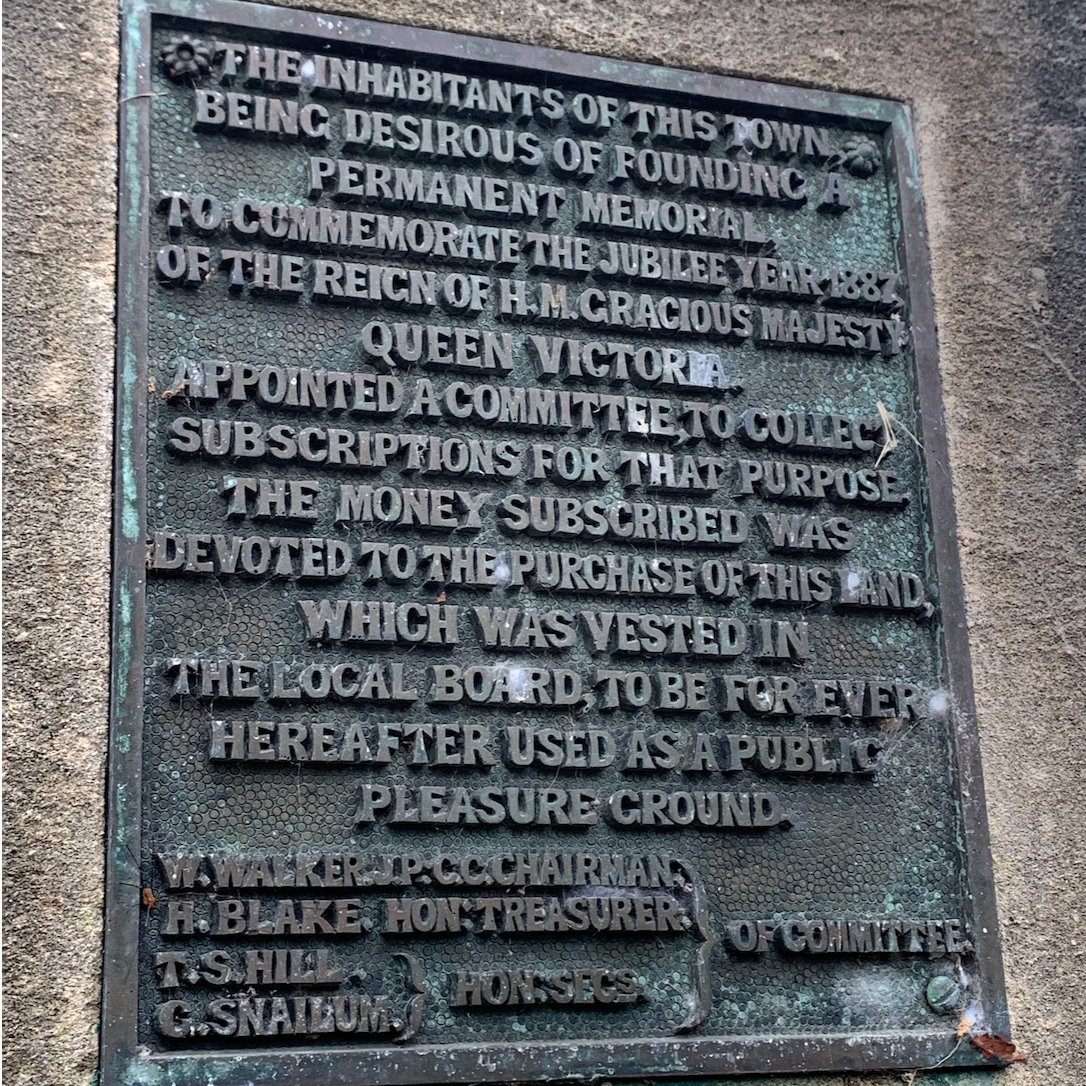 THE INHABITANTS OF THIS TOWN
BEING DESIROUS OF FOUNDING A
PERMANENT MEMORIAL
TO COMMEMORATE THE JUBILEE YEAR 1887,
OF THE REIGN OF H.M. GRACIOUS MAJESTY.
QUEEN VICTORIA.
APPOINTED A COMMITTEE, TO COLLECT
SUBSCRIPTIONS FOR THAT PURPOSE.
THE MONEY SUBSCRIBED WAS
DEVOTED TO THE PURCHASE OF THIS LAND,
WHICH WAS VESTED IN
THE LOCAL BOARD, TO BE FOR EVER
HEREAFTER USED AS A PUBLIC
PLEASURE GROUND.
W. WALKER. J.P. C.C. CHAIRMAN.
H. BLAKE. HON. TREASURER.
OF COMMITTEE.
T. S. HILL.
G. SNAILUM.
HON. SECS.